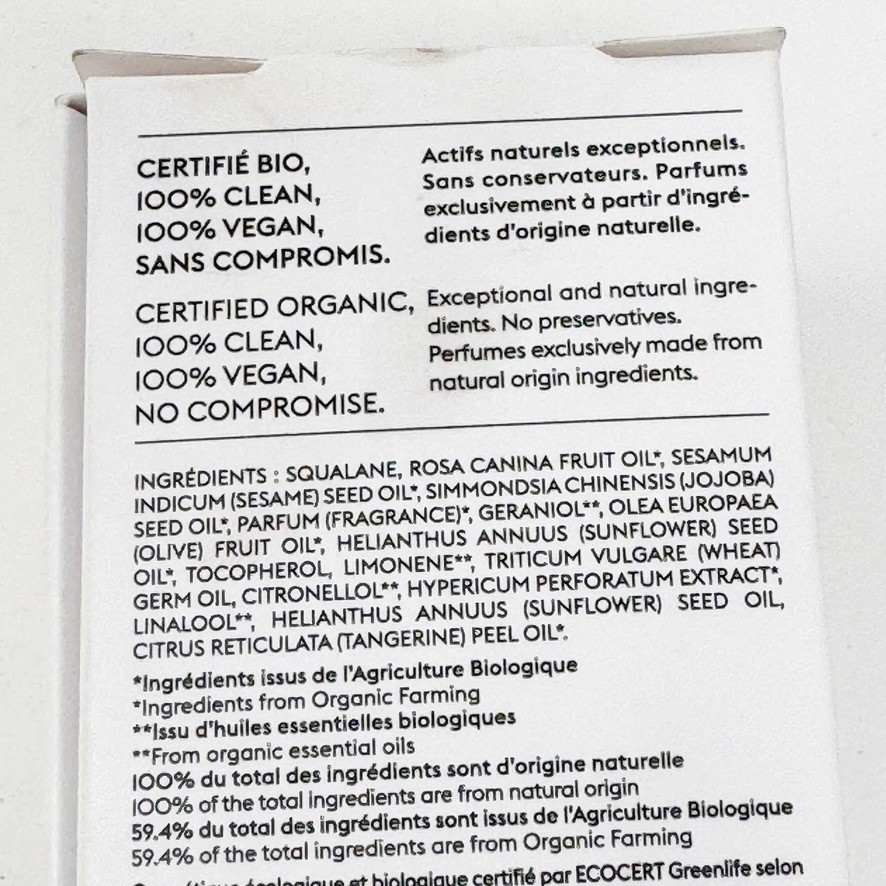 CERTIFIÉ BIO,
100% CLEAN,
100% VEGAN,
SANS COMPROMIS.
Actifs naturels exceptionnels.
Sans conservateurs. Parfums
exclusivement à partir d'ingré-
dients d'origine naturelle.
CERTIFIED ORGANIC,
100% CLEAN,
100% VEGAN,
NO COMPROMISE.
Exceptional and natural ingre-
dients. No preservatives.
Perfumes exclusively made from
natural origin ingredients.
INGRÉDIENTS : SQUALANE, ROSA CANINA FRUIT OIL*, SESAMUM
INDICUM (SESAME) SEED OIL*, SIMMONDSIA CHINENSIS (JOJOBA)
SEED OIL*, PARFUM (FRAGRANCE)*, GERANIOL**, OLEA EUROPAEA
(OLIVE) FRUIT OIL*, HELIANTHUS ANNUUS (SUNFLOWER) SEED
OIL*, TOCOPHEROL, LIMONENE**, TRITICUM VULGARE (WHEAT)
GERM OIL, CITRONELLOL**, HYPERICUM PERFORATUM EXTRACT*,
LINALOOL**, HELIANTHUS ANNUUS (SUNFLOWER) SEED OIL,
CITRUS RETICULATA (TANGERINE) PEEL OIL*.
*Ingrédients issus de l'Agriculture Biologique
*Ingredients from Organic Farming
**Issu d'huiles essentielles biologiques
**From organic essential oils
100% du total des ingrédients sont d'origine naturelle
100% of the total ingredients are from natural origin
59.4% du total des ingrédients sont issus de l'Agriculture Biologique
59.4% of the total ingredients are from Organic Farming
et biologique certifié par ECOCERT Greenlife selon